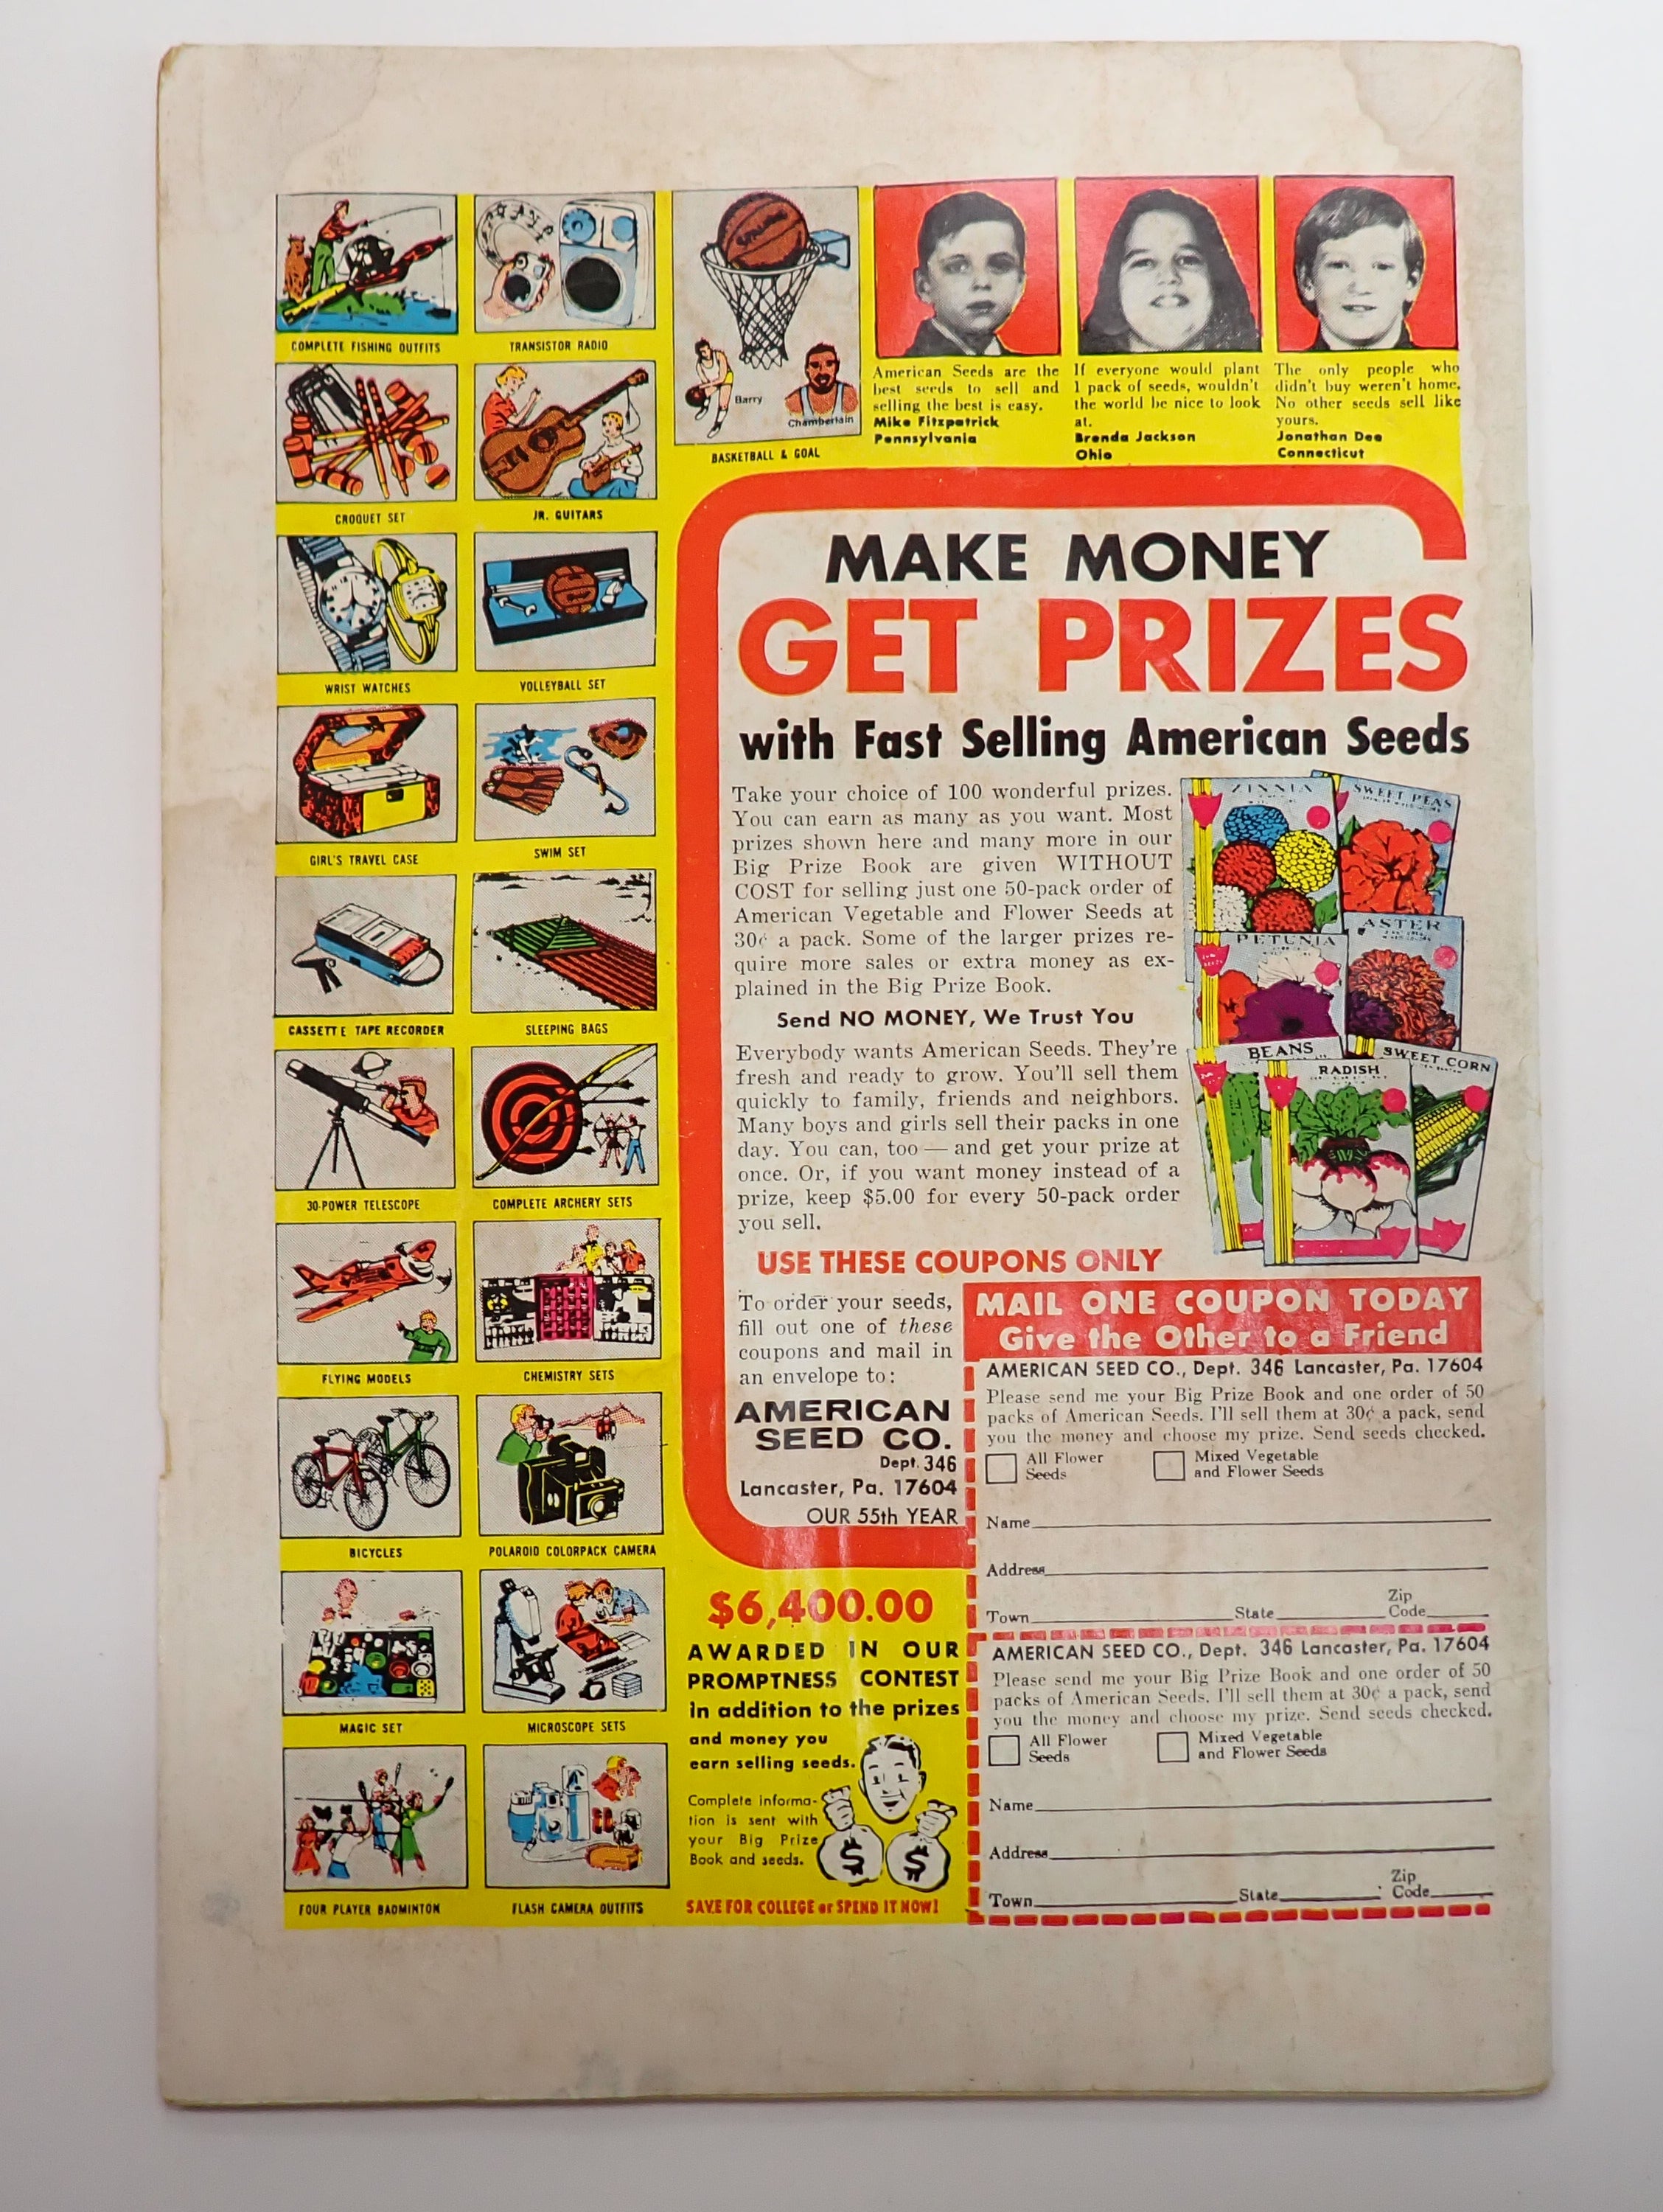 COMPLETE FISHING OUTFITS
TRANSISTOR RADIO
CROQUET SET
JR. GUITARS
WRIST WATCHES
VOLLEYBALL SET
GIRL'S TRAVEL CASE
SWIM SET
CASSETTE TAPE RECORDER
SLEEPING BAGS
30-POWER TELESCOPE
COMPLETE ARCHERY SETS
FLYING MODELS
CHEMISTRY SETS
BICYCLES
POLAROID COLORPACK CAMERA
MAGIC SET
MICROSCOPE SETS
FOUR PLAYER BADMINTON
FLASH CAMERA OUTFITS
Barry
Chamberlain
BASKETBALL & GOAL
American Seeds are the
best seeds to sell and
selling the best is easy.
Mike Fitzpatrick
Pennsylvania
If everyone would plant
1 pack of seeds, wouldn't
the world be nice to look
at.
Brenda Jackson
Ohio
The only people who
didn't buy weren't home.
No other seeds sell like
yours.
Jonathan Dee
Connecticut
MAKE MONEY
GET PRIZES
with Fast Selling American Seeds
Take your choice of 100 wonderful prizes.
You can earn as many as you want. Most
prizes shown here and many more in our
Big Prize Book are given WITHOUT
COST for selling just one 50-pack order of
American Vegetable and Flower Seeds at
30¢ a pack. Some of the larger prizes re-
quire more sales or extra money as ex-
plained in the Big Prize Book.
Send NO MONEY, We Trust You
Everybody wants American Seeds. They're
fresh and ready to grow. You'll sell them
quickly to family, friends and neighbors.
Many boys and girls sell their packs in one
day. You can, too — and get your prize at
once. Or, if you want money instead of a
prize, keep $5.00 for every 50-pack order
you sell.
ZINNIA
SWEET PEAS
PETUNIA
ASTER
BEANS
RADISH
SWEET CORN
USE THESE COUPONS ONLY
To order your seeds,
fill out one of these
coupons and mail in
an envelope to:
AMERICAN
SEED CO.
Dept. 346
Lancaster, Pa. 17604
OUR 55th YEAR
MAIL ONE COUPON TODAY
Give the Other to a Friend
AMERICAN SEED CO., Dept. 346 Lancaster, Pa. 17604
Please send me your Big Prize Book and one order of 50
packs of American Seeds. I'll sell them at 30¢ a pack, send
you the money and choose my prize. Send seeds checked.
All Flower
Seeds
Mixed Vegetable
and Flower Seeds
Name
Address
Town State Zip
Code
AMERICAN SEED CO., Dept. 346 Lancaster, Pa. 17604
Please send me your Big Prize Book and one order of 50
packs of American Seeds. I'll sell them at 30¢ a pack, send
you the money and choose my prize. Send seeds checked.
All Flower
Seeds
Mixed Vegetable
and Flower Seeds
Name
Address
Town State Zip
Code
$6,400.00
AWARDED IN OUR
PROMPTNESS CONTEST
in addition to the prizes
and money you
earn selling seeds.
Complete informa-
tion is sent with
your Big Prize
Book and seeds.
$ $
SAVE FOR COLLEGE or SPEND IT NOW!